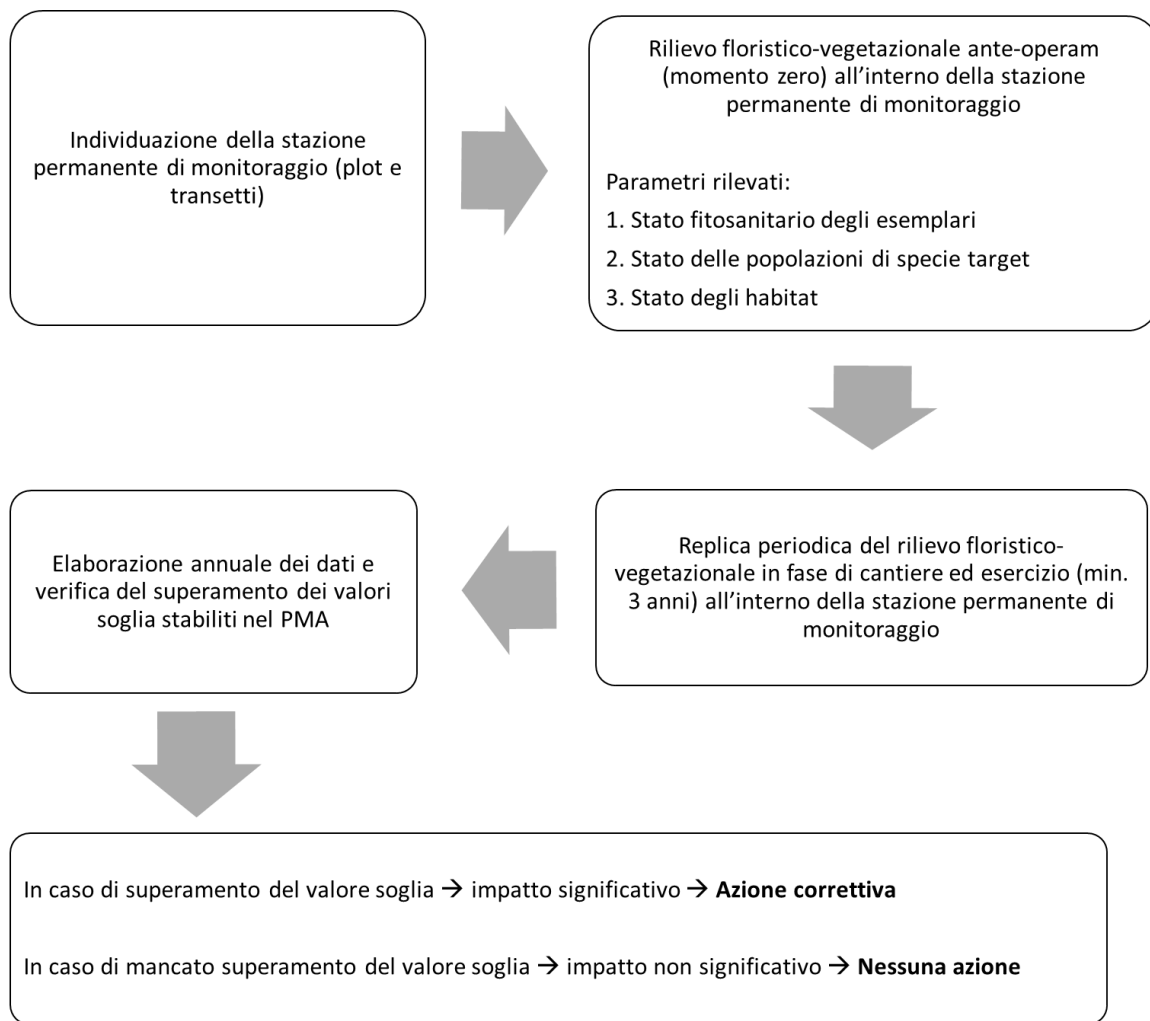 Individuazione della stazione
permanente di monitoraggio (plot e
transetti)
Rilievo floristico-vegetazionale ante-operam
(momento zero) all’interno della stazione
permanente di monitoraggio
Parametri rilevati:
1. Stato fitosanitario degli esemplari
2. Stato delle popolazioni di specie target
3. Stato degli habitat
Replica periodica del rilievo floristico-
vegetazionale in fase di cantiere ed esercizio (min.
3 anni) all’interno della stazione permanente di
monitoraggio
Elaborazione annuale dei dati e
verifica del superamento dei valori
soglia stabiliti nel PMA
In caso di superamento del valore soglia → impatto significativo → Azione correttiva
In caso di mancato superamento del valore soglia → impatto non significativo → Nessuna azione